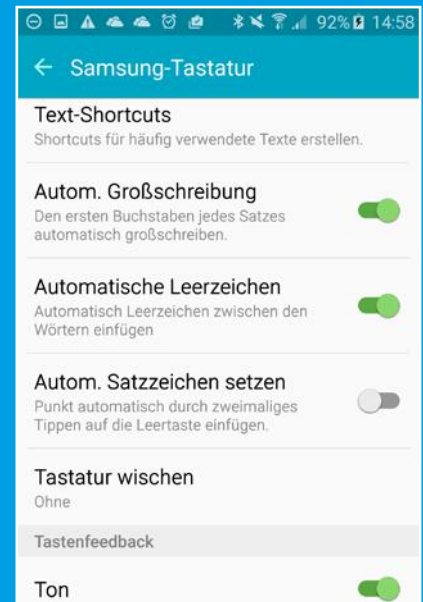 92% 14:58
Samsung-Tastatur
Text-Shortcuts
Shortcuts für häufig verwendete Texte erstellen.
Autom. Großschreibung
Den ersten Buchstaben jedes Satzes
automatisch großschreiben.
Automatische Leerzeichen
Automatisch Leerzeichen zwischen den
Wörtern einfügen
Autom. Satzzeichen setzen
Punkt automatisch durch zweimaliges
Tippen auf die Leertaste einfügen.
Tastatur wischen
Ohne
Tastenfeedback
Ton